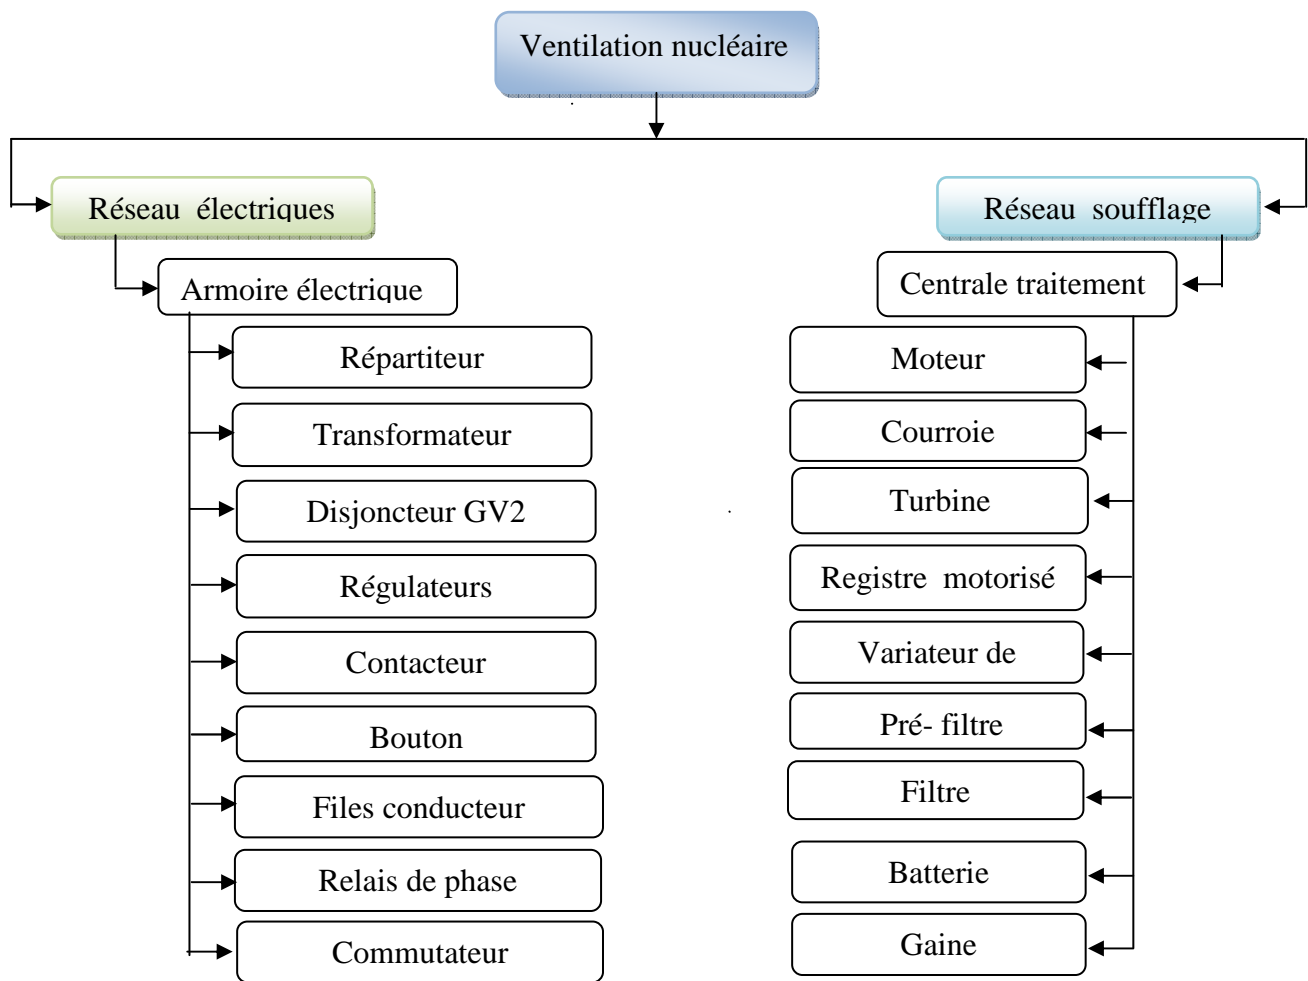 Ventilation nucléaire
Réseau électriques
Armoire électrique
Répartiteur
Transformateur
Disjoncteur GV2
Régulateurs
Contacteur
Bouton
Files conducteur
Relais de phase
Commutateur
Réseau soufflage
Centrale traitement
Moteur
Courroie
Turbine
Registre motorisé
Variateur de
Pré- filtre
Filtre
Batterie
Gaine